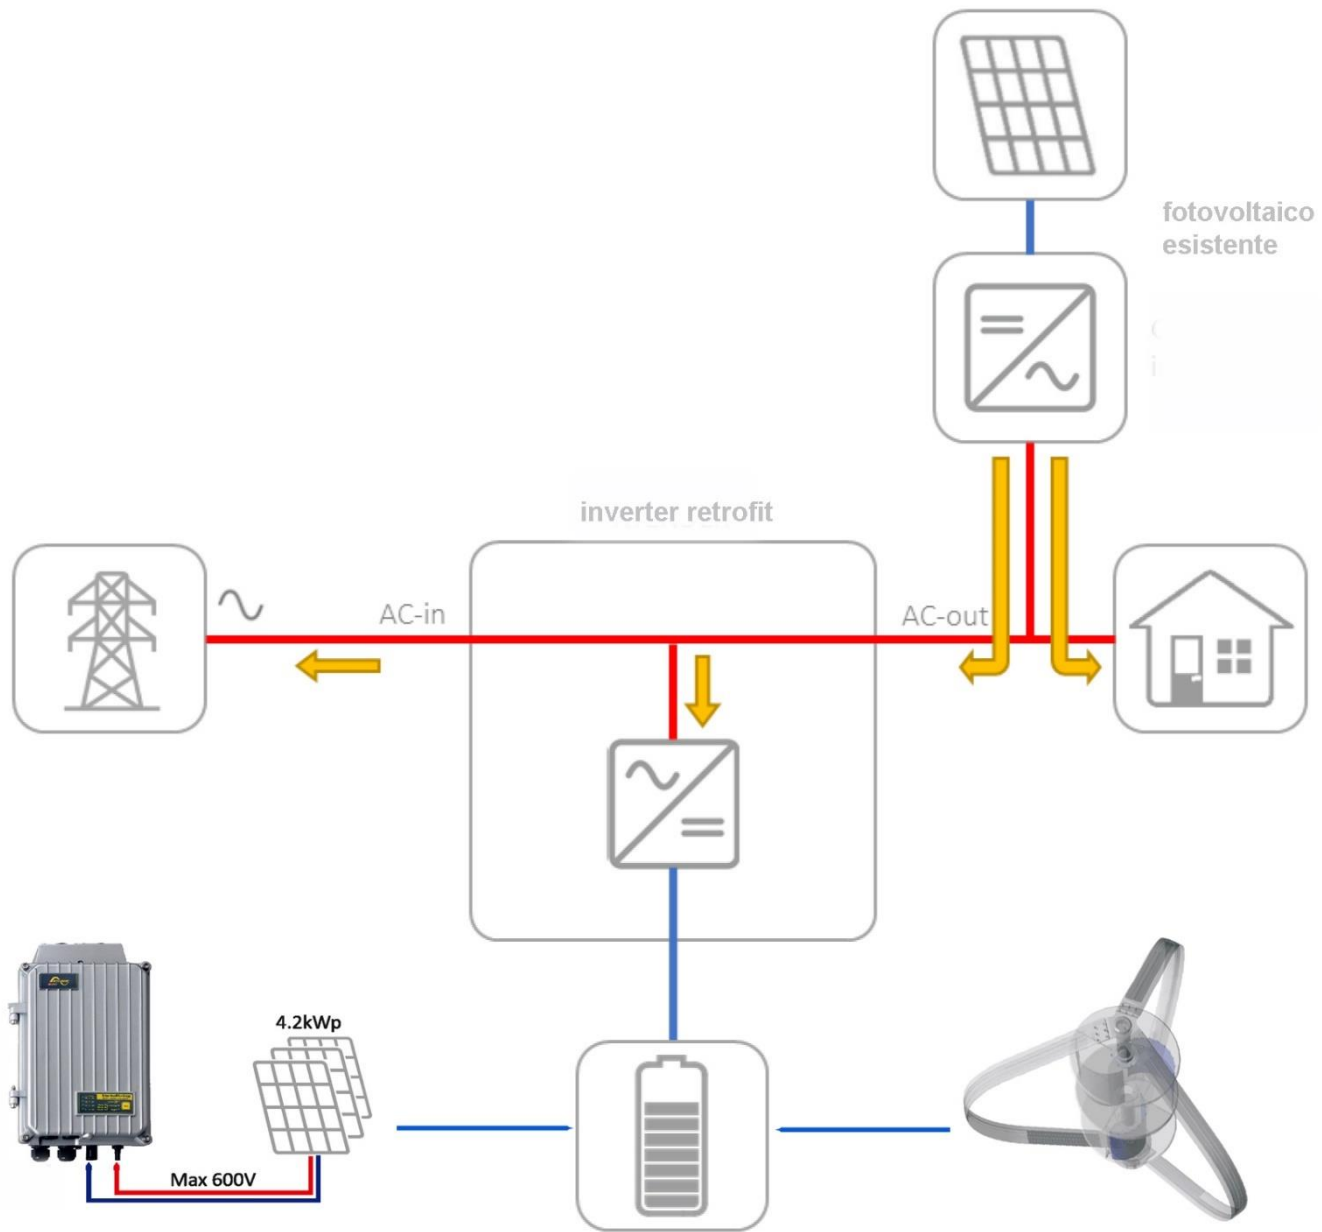 fotovoltaico
esistente
inverter retrofit
AC-in
AC-out
4.2kWp
Max 600V